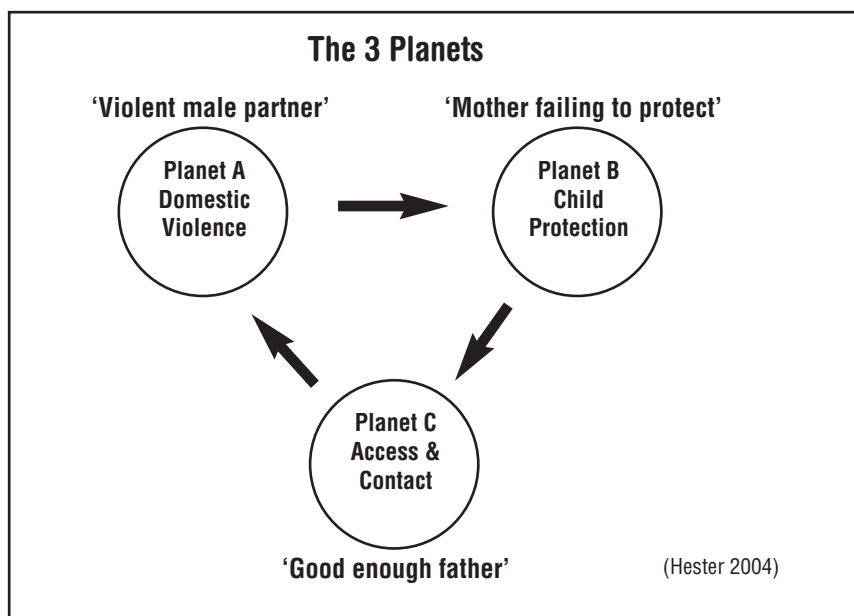 The 3 Planets
‘Violent male partner’
Planet A
Domestic
Violence
‘Mother failing to protect’
Planet B
Child
Protection
Planet C
Access &
Contact
‘Good enough father’
(Hester 2004)